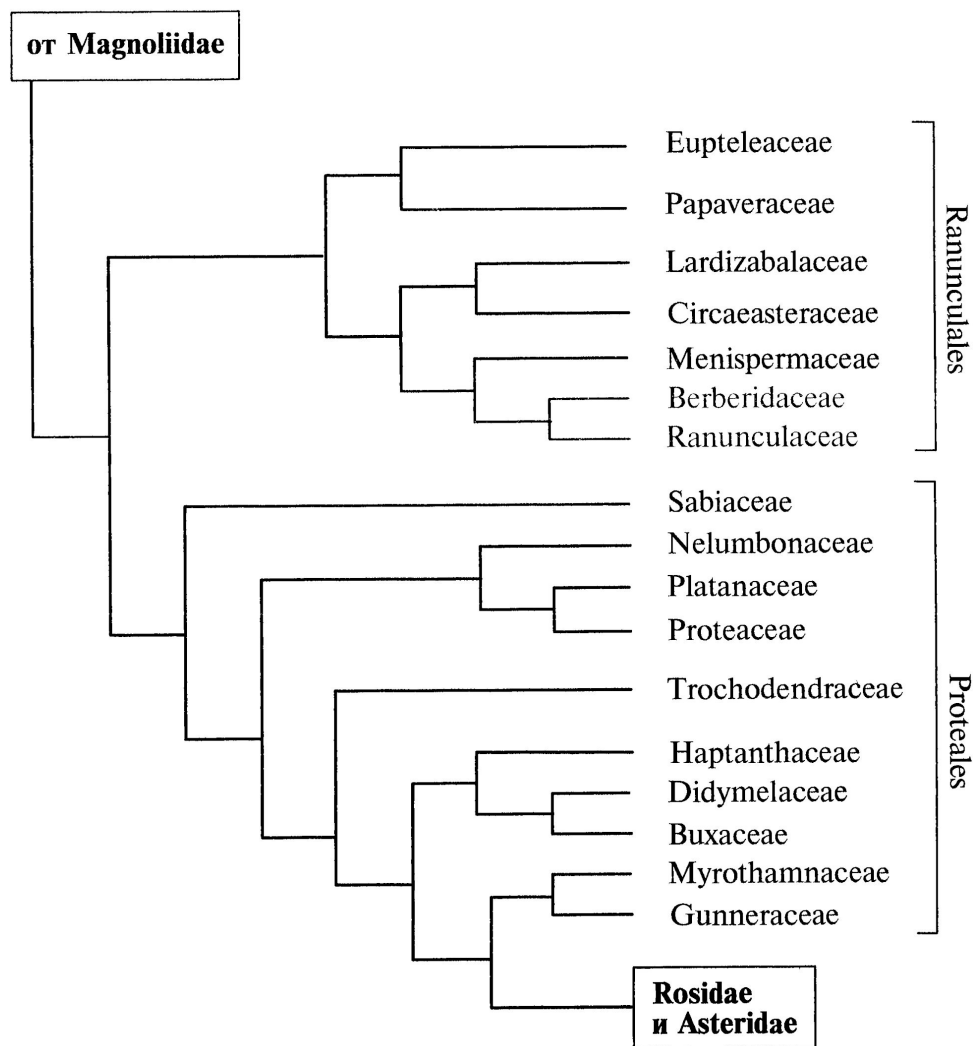 от Magnoliidae
Eupteleaceae
Papaveraceae
Lardizabalaceae
Circaeasteraceae
Menispermaceae
Berberidaceae
Ranunculaceae
Ranunculales
Sabiaceae
Nelumbonaceae
Platanaceae
Proteaceae
Trochodendraceae
Haptanthaceae
Didymelaceae
Buxaceae
Myrothamnaceae
Gunneraceae
Proteales
Rosidae
и Asteridae